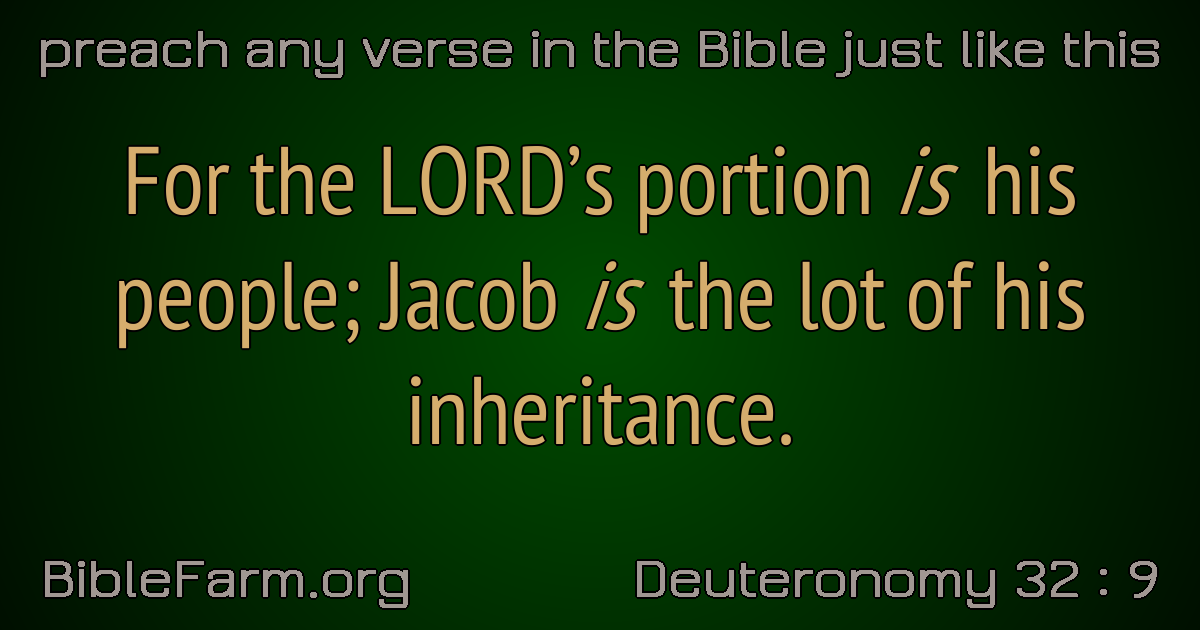 preach any verse in the Bible just like this
For the LORD’s portion is his
people; Jacob is the lot of his
inheritance.
BibleFarm.org
Deuteronomy 32 : 9